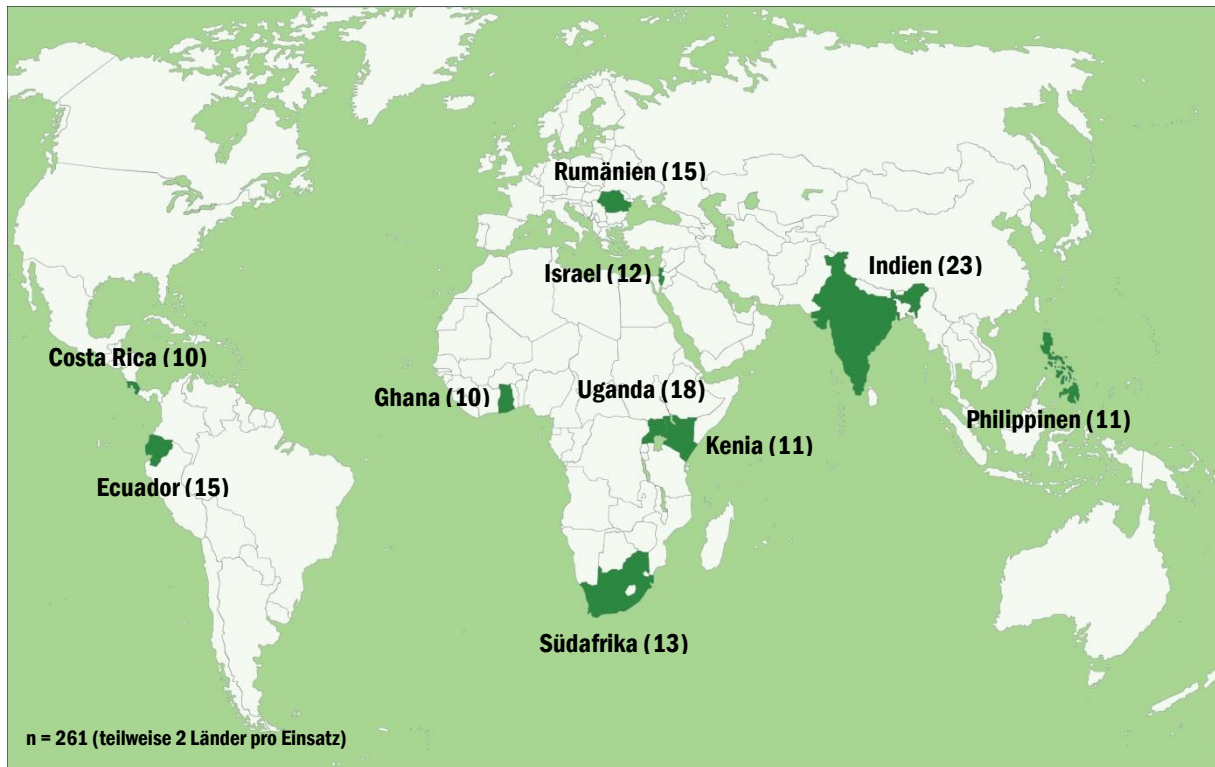 Rumänien (15)
Israel (12)
Indien (23)
Costa Rica (10)
Ghana (10)
Uganda (18)
Kenia (11)
Philippinen (11)
Ecuador (15)
Südafrika (13)
n = 261 (teilweise 2 Länder pro Einsatz)